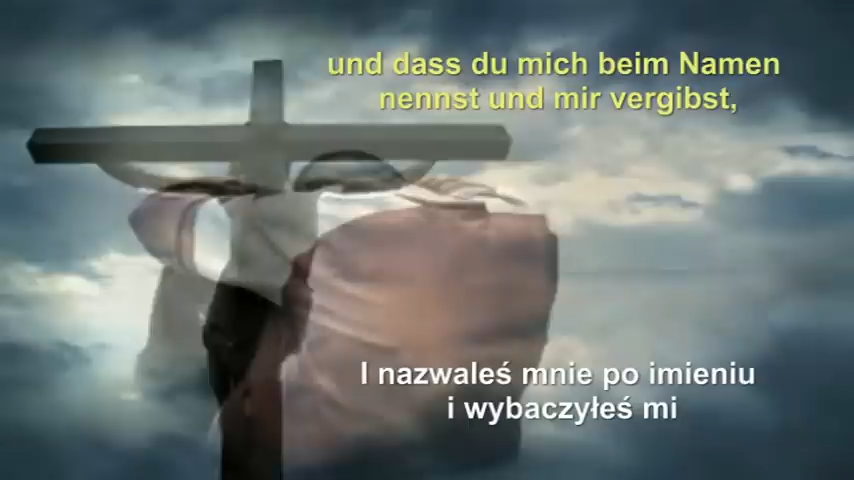 und dass du mich beim Namen
nennst und mir vergibst,
I nazwaleś mnie po imieniu
i wybaczyłeś mi